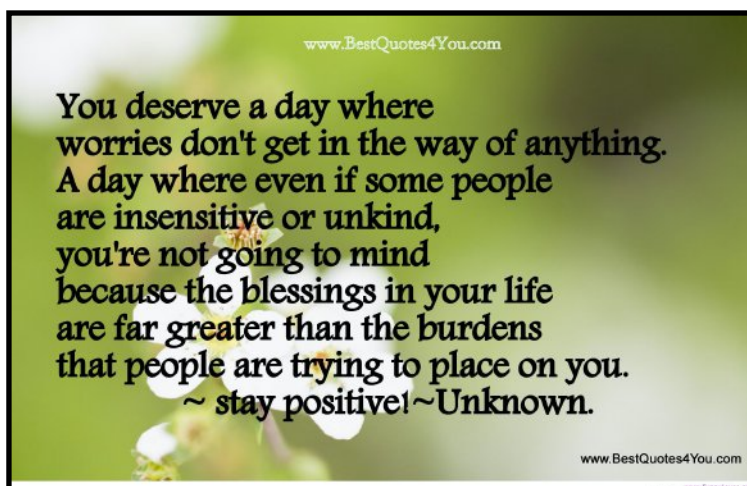 www.BestQuotes4You.com
You deserve a day where
worries don't get in the way of anything.
A day where even if some people
are insensitive or unkind,
you're not going to mind
because the blessings in your life
are far greater than the burdens
that people are trying to place on you.
~ stay positive!~Unknown.
www.BestQuotes4You.com